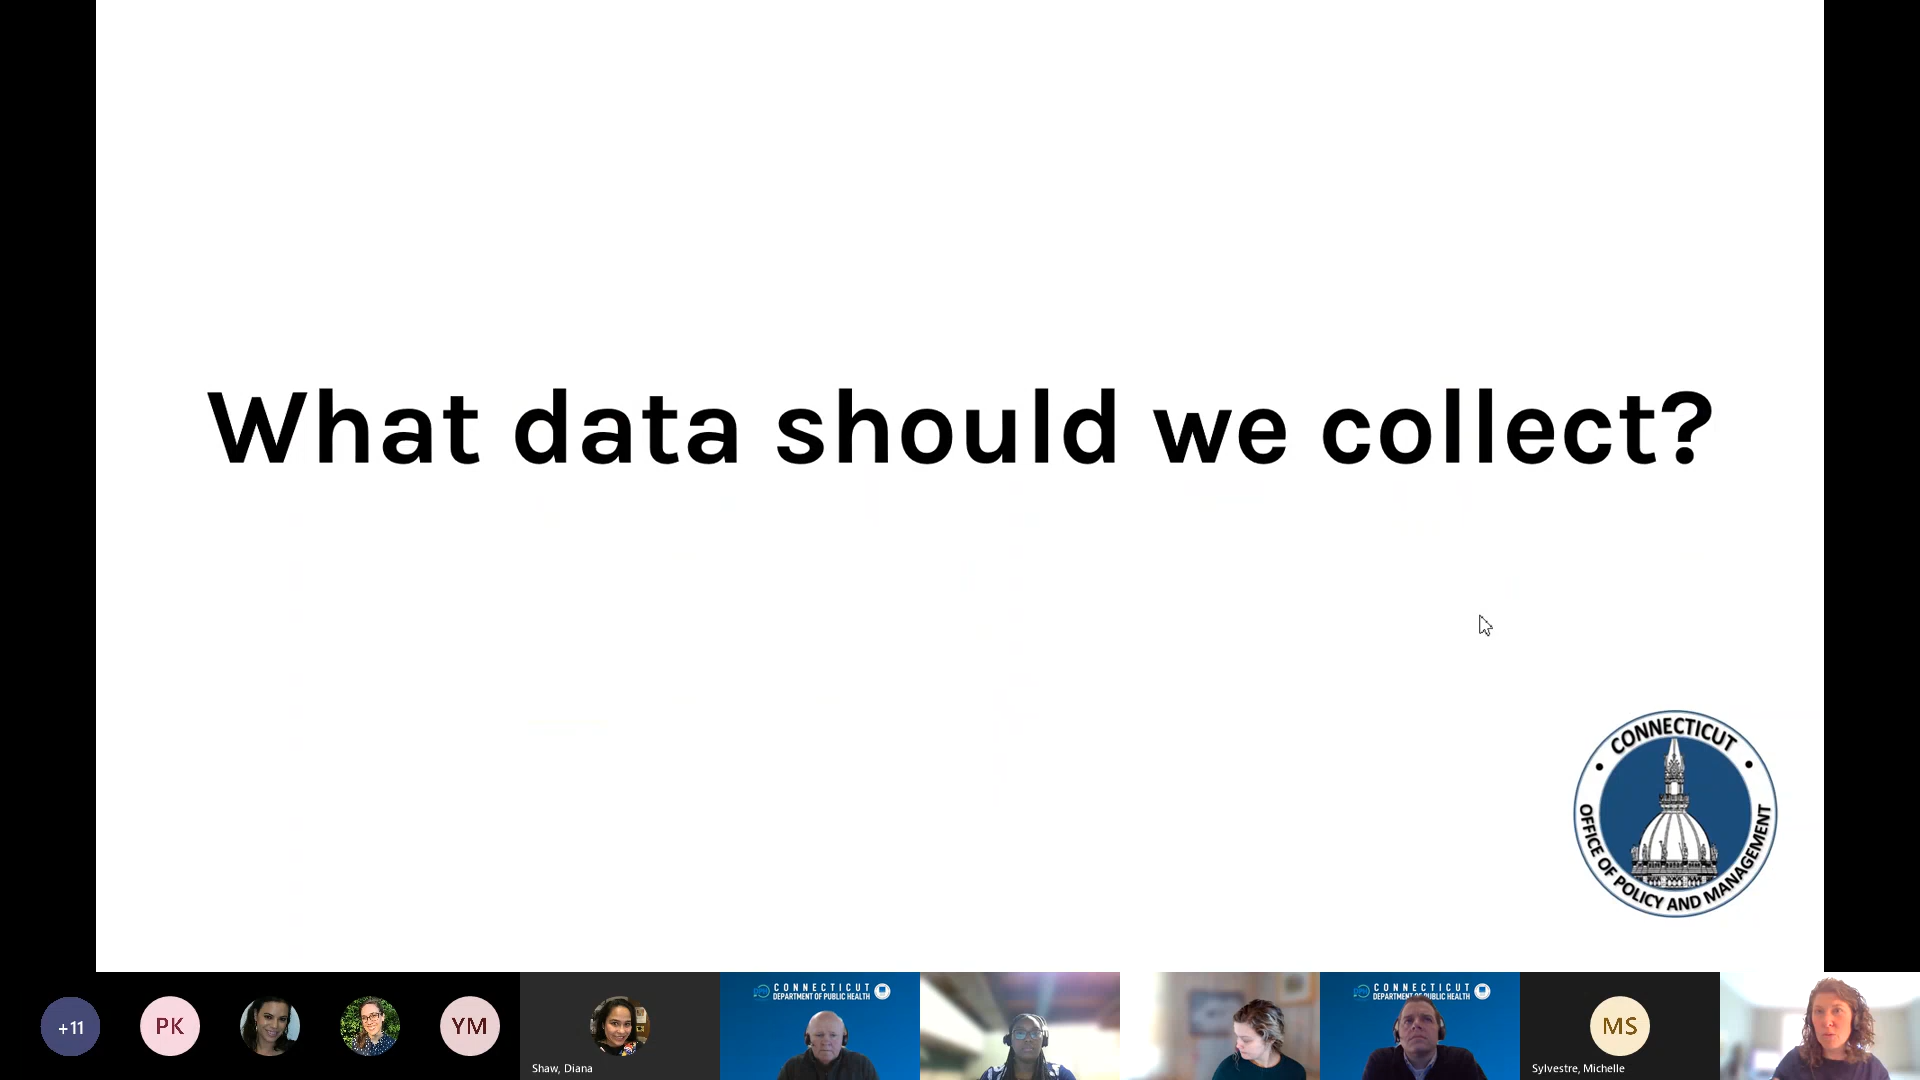 What data should we collect?
CONNECTICUT
OFFICE OF POLICY AND MANAGEMENT
+11
PK
YM
Shaw, Diana
CONNECTICUT
DEPARTMENT OF PUBLIC HEALTH
CONNECTICUT
DEPARTMENT OF PUBLIC HEALTH
MS
Sylvestre, Michelle